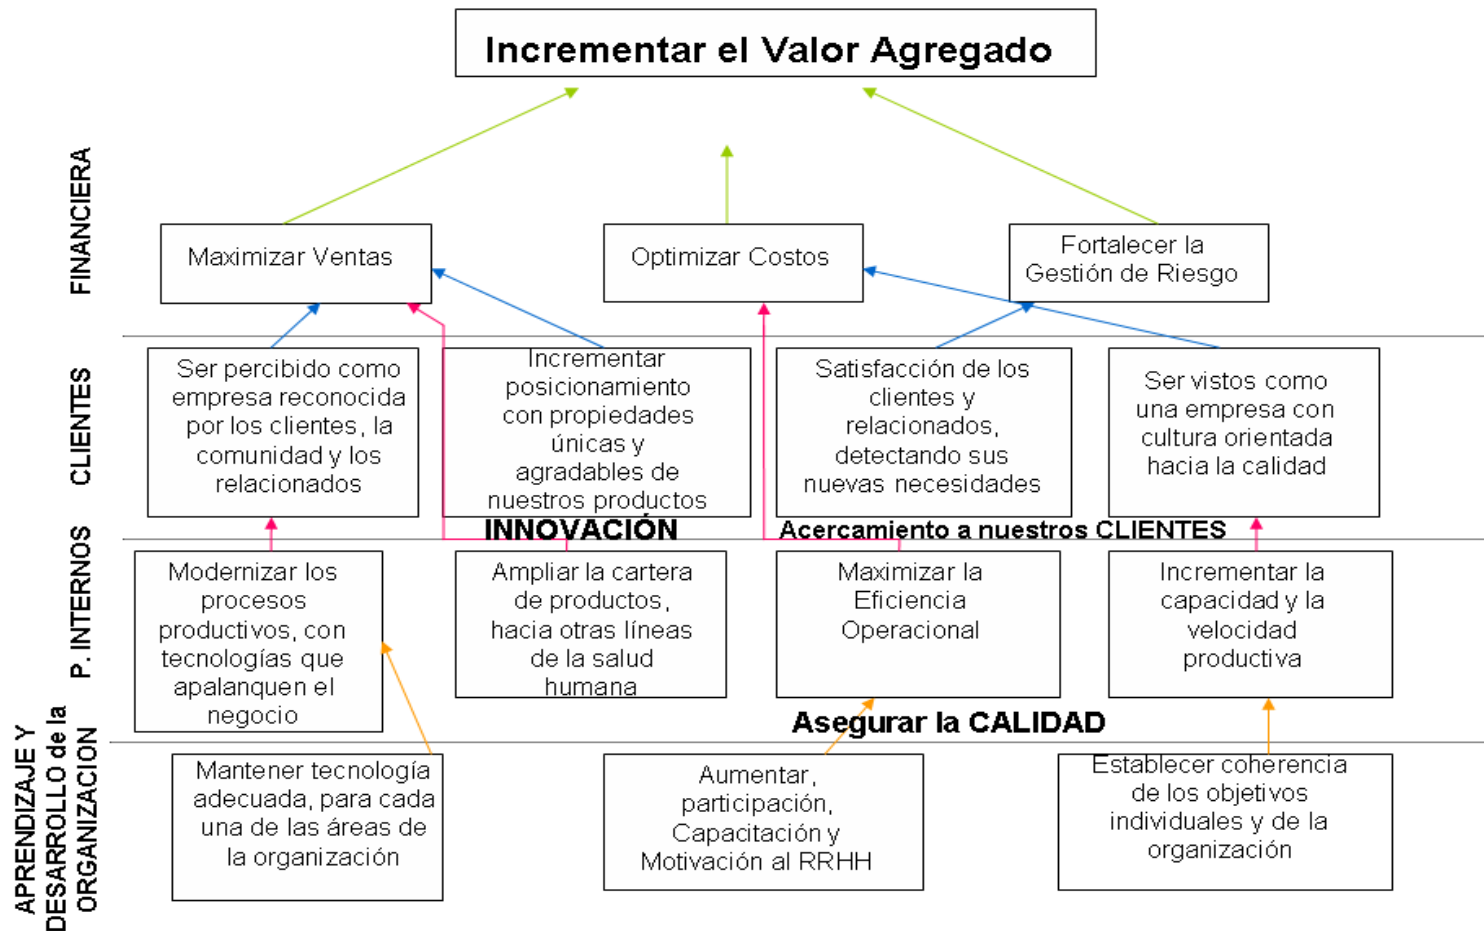 Incrementar el Valor Agregado
FINANCIERA
Maximizar Ventas
Optimizar Costos
Fortalecer la
Gestión de Riesgo
CLIENTES
Ser percibido como
empresa reconocida
por los clientes, la
comunidad y los
relacionados
Incrementar
posicionamiento
con propiedades
únicas y
agradables de
nuestros productos
Satisfacción de los
clientes y
relacionados,
detectando sus
nuevas necesidades
Ser vistos como
una empresa con
cultura orientada
hacia la calidad
INNOVACIÓN
Acercamiento a nuestros CLIENTES
P. INTERNOS
Modernizar los
procesos
productivos, con
tecnologías que
apalanquen el
negocio
Ampliar la cartera
de productos,
hacia otras líneas
de la salud
humana
Maximizar la
Eficiencia
Operacional
Incrementar la
capacidad y la
velocidad
productiva
Asegurar la CALIDAD
APRENDIZAJE Y
DESARROLLO de la
ORGANIZACION
Mantener tecnología
adecuada, para cada
una de las áreas de
la organización
Aumentar,
participación,
Capacitación y
Motivación al RRHH
Establecer coherencia
de los objetivos
individuales y de la
organización